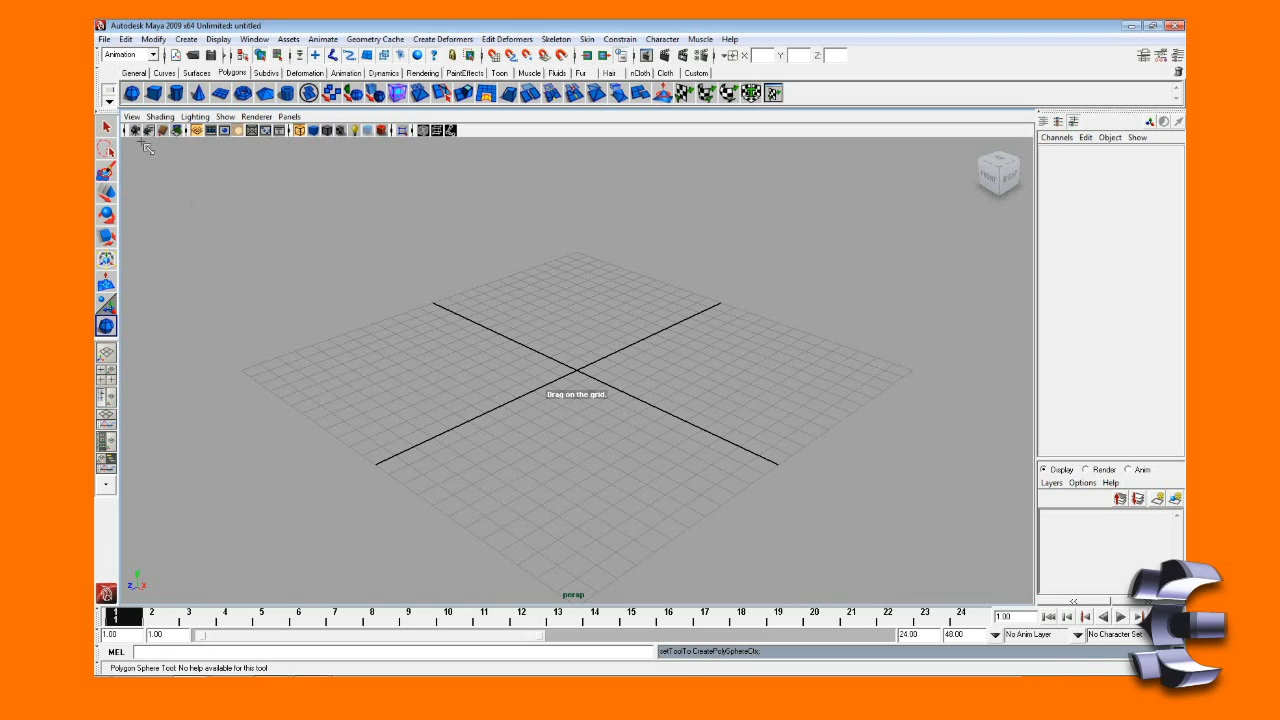 Autodesk Maya 2009 x64 Unlimited: untitled
File Edit Modify Create Display Window Assets Animate Geometry Cache Create Deformers Edit Deformers Skeleton Skin Constrain Character Muscle Help
Animation X: Y: Z:
General Curves Surfaces Polygons Subdivs Deformation Animation Dynamics Rendering PaintEffects Toon Muscle Fluids Fur Hair nCloth Cloth Custom
View Shading Lighting Show Renderer Panels
Channels Edit Object Show
FRONT RIGHT
Drag on the grid.
Display Render Anim
Layers Options Help
y
z x
persp
1 2 3 4 5 6 7 8 9 10 11 12 13 14 15 16 17 18 19 20 21 22 23 24 1.00
1
1.00 1.00 24.00 48.00 No Anim Layer No Character Set
MEL setToolTo CreatePolySphereCtx;
Polygon Sphere Tool: No help available for this tool